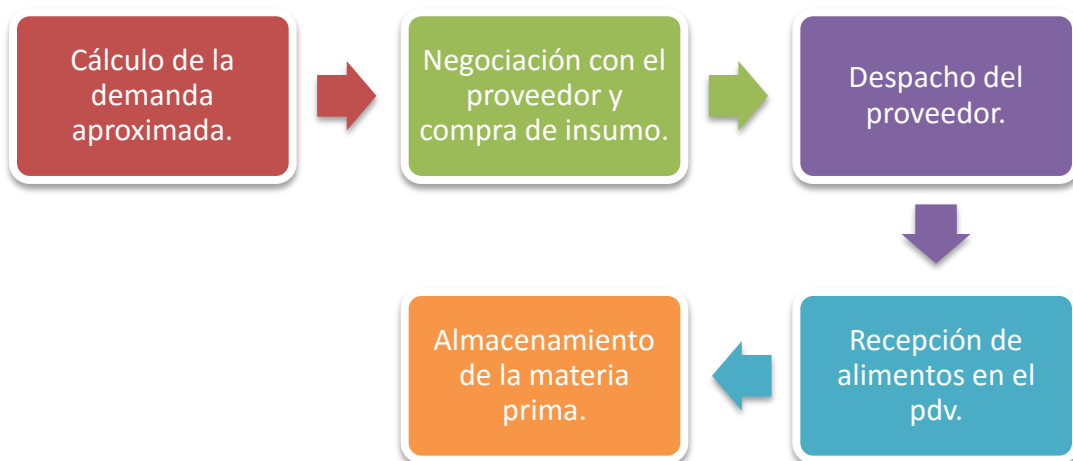 Cálculo de la
demanda
aproximada.
Negociación con el
proveedor y
compra de insumo.
Despacho del
proveedor.
Recepción de
alimentos en el
pdv.
Almacenamiento
de la materia
prima.